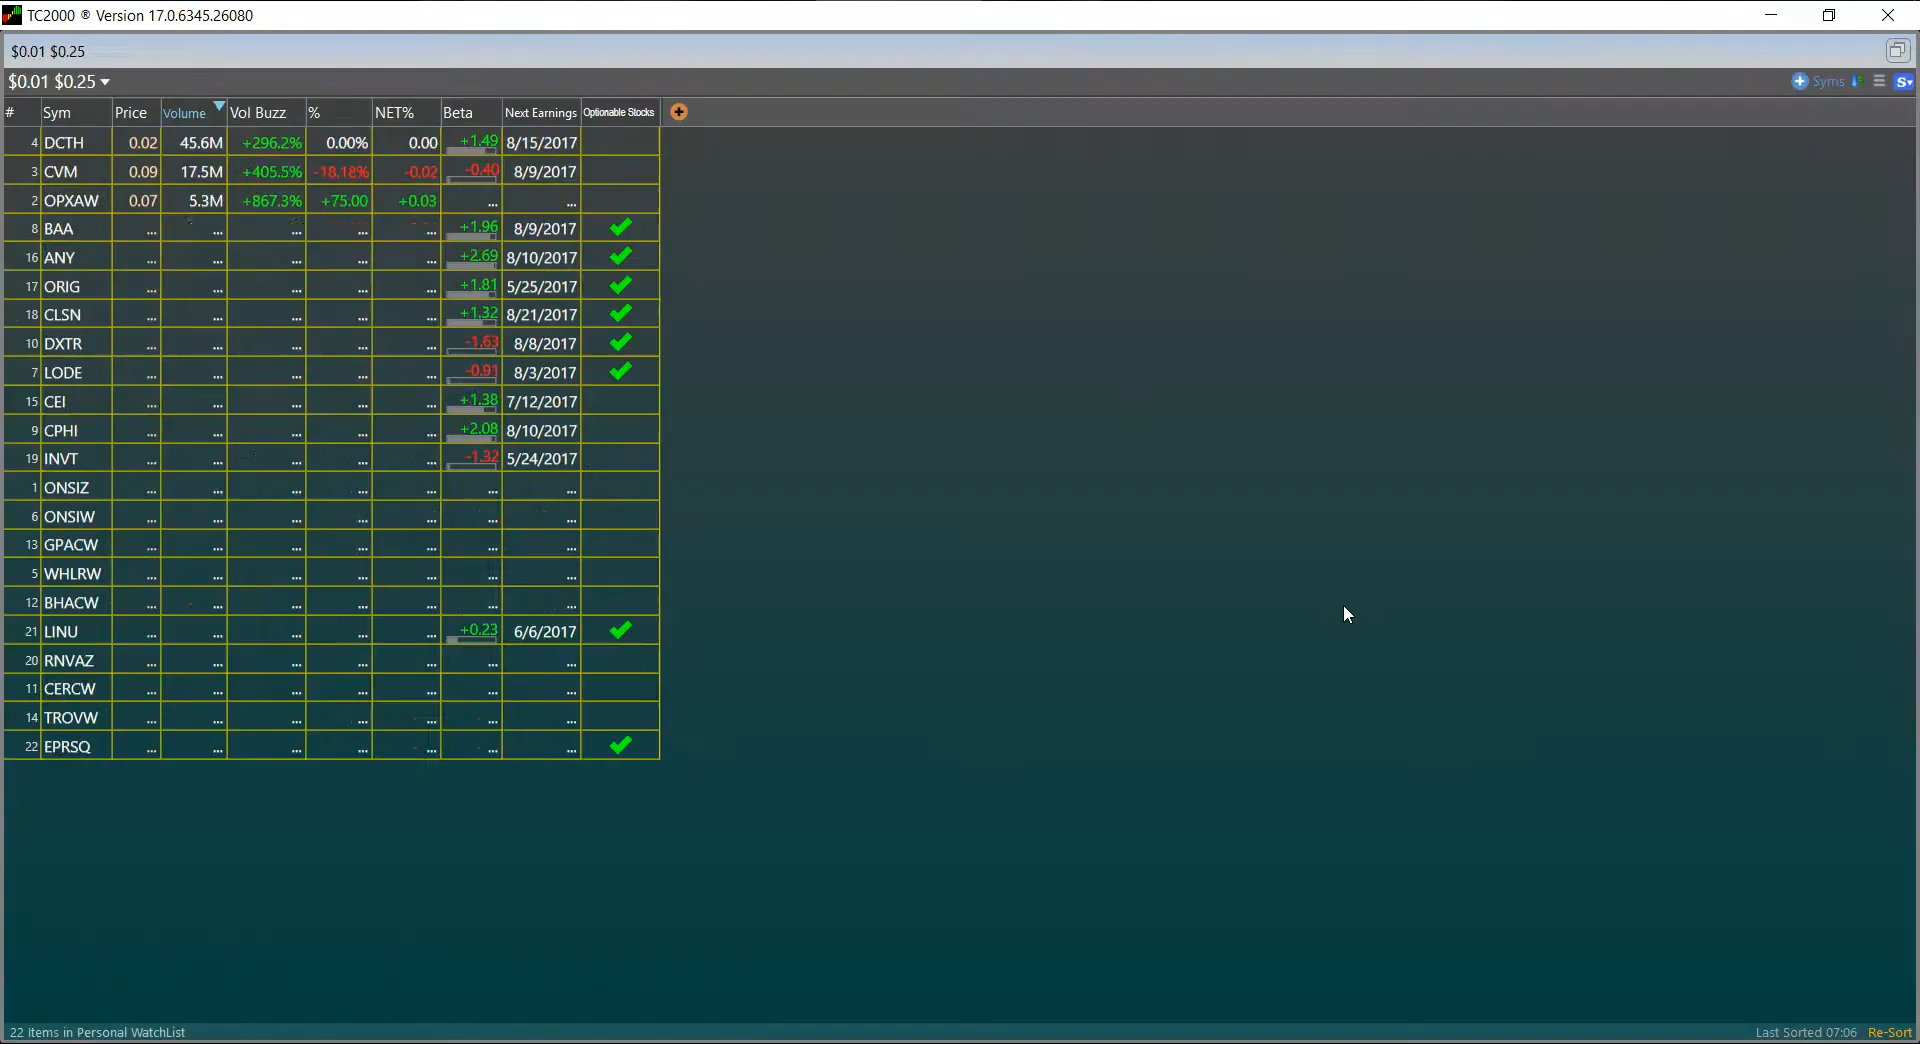 TC2000 ® Version 17.0.6345.26080
$0.01 $0.25
$0.01 $0.25 Syms S
# Sym Price Volume Vol Buzz % NET% Beta Next Earnings Optionable Stocks
4 DCTH 0.02 45.6M +296.2% 0.00% 0.00 +1.49 8/15/2017
3 CVM 0.09 17.5M +405.5% -18.18% -0.02 -0.40 8/9/2017
2 OPXAW 0.07 5.3M +867.3% +75.00 +0.03 ... ...
8 BAA ... ... ... ... ... +1.96 8/9/2017
16 ANY ... ... ... ... ... +2.69 8/10/2017
17 ORIG ... ... ... ... ... +1.81 5/25/2017
18 CLSN ... ... ... ... ... +1.32 8/21/2017
10 DXTR ... ... ... ... ... -1.63 8/8/2017
7 LODE ... ... ... ... ... -0.91 8/3/2017
15 CEI ... ... ... ... ... +1.38 7/12/2017
9 CPHI ... ... ... ... ... +2.08 8/10/2017
19 INVT ... ... ... ... ... -1.32 5/24/2017
1 ONSIZ ... ... ... ... ... ... ...
6 ONSIW ... ... ... ... ... ... ...
13 GPACW ... ... ... ... ... ... ...
5 WHLRW ... ... ... ... ... ... ...
12 BHACW ... ... ... ... ... ... ...
21 LINU ... ... ... ... ... +0.23 6/6/2017
20 RNVAZ ... ... ... ... ... ... ...
11 CERCW ... ... ... ... ... ... ...
14 TROVW ... ... ... ... ... ... ...
22 EPRSQ ... ... ... ... ... ... ...
22 Items in Personal WatchList Last Sorted 07:06 Re-Sort